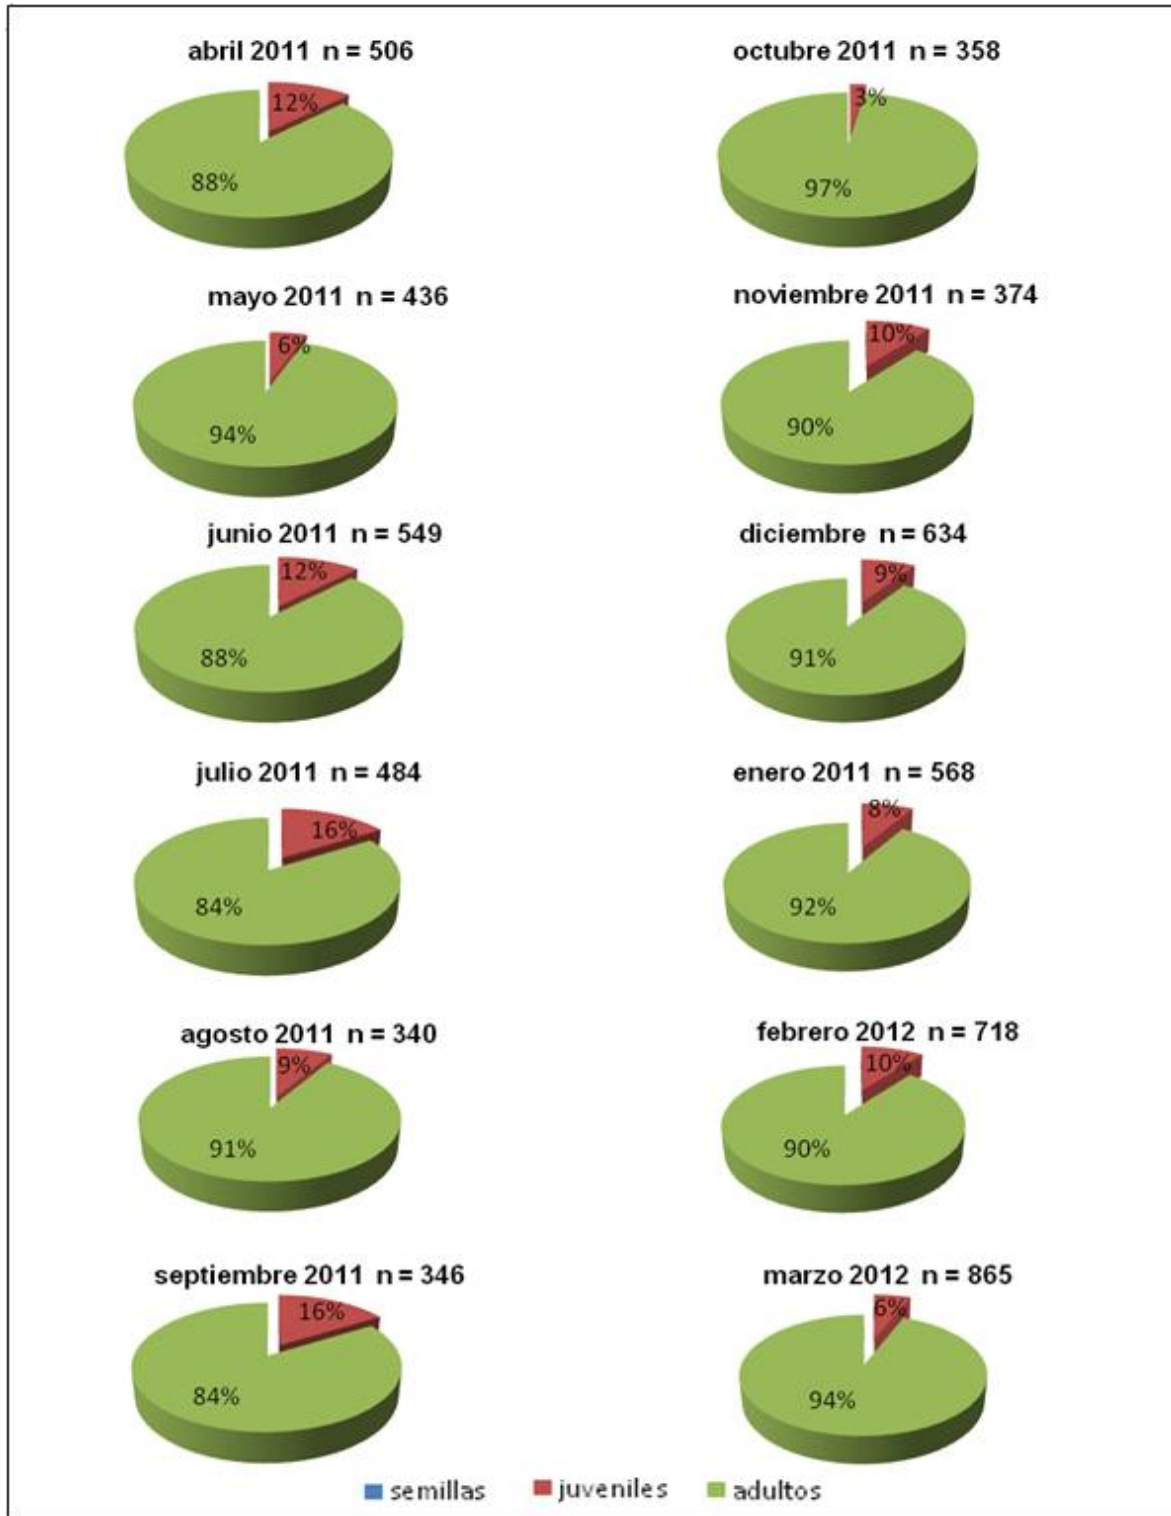 abril 2011 n = 506
12%
88%
mayo 2011 n = 436
6%
94%
junio 2011 n = 549
12%
88%
julio 2011 n = 484
16%
84%
agosto 2011 n = 340
9%
91%
septiembre 2011 n = 346
16%
84%
octubre 2011 n = 358
3%
97%
noviembre 2011 n = 374
10%
90%
diciembre n = 634
9%
91%
enero 2011 n = 568
8%
92%
febrero 2012 n = 718
10%
90%
marzo 2012 n = 865
6%
94%
semillas juveniles adultos